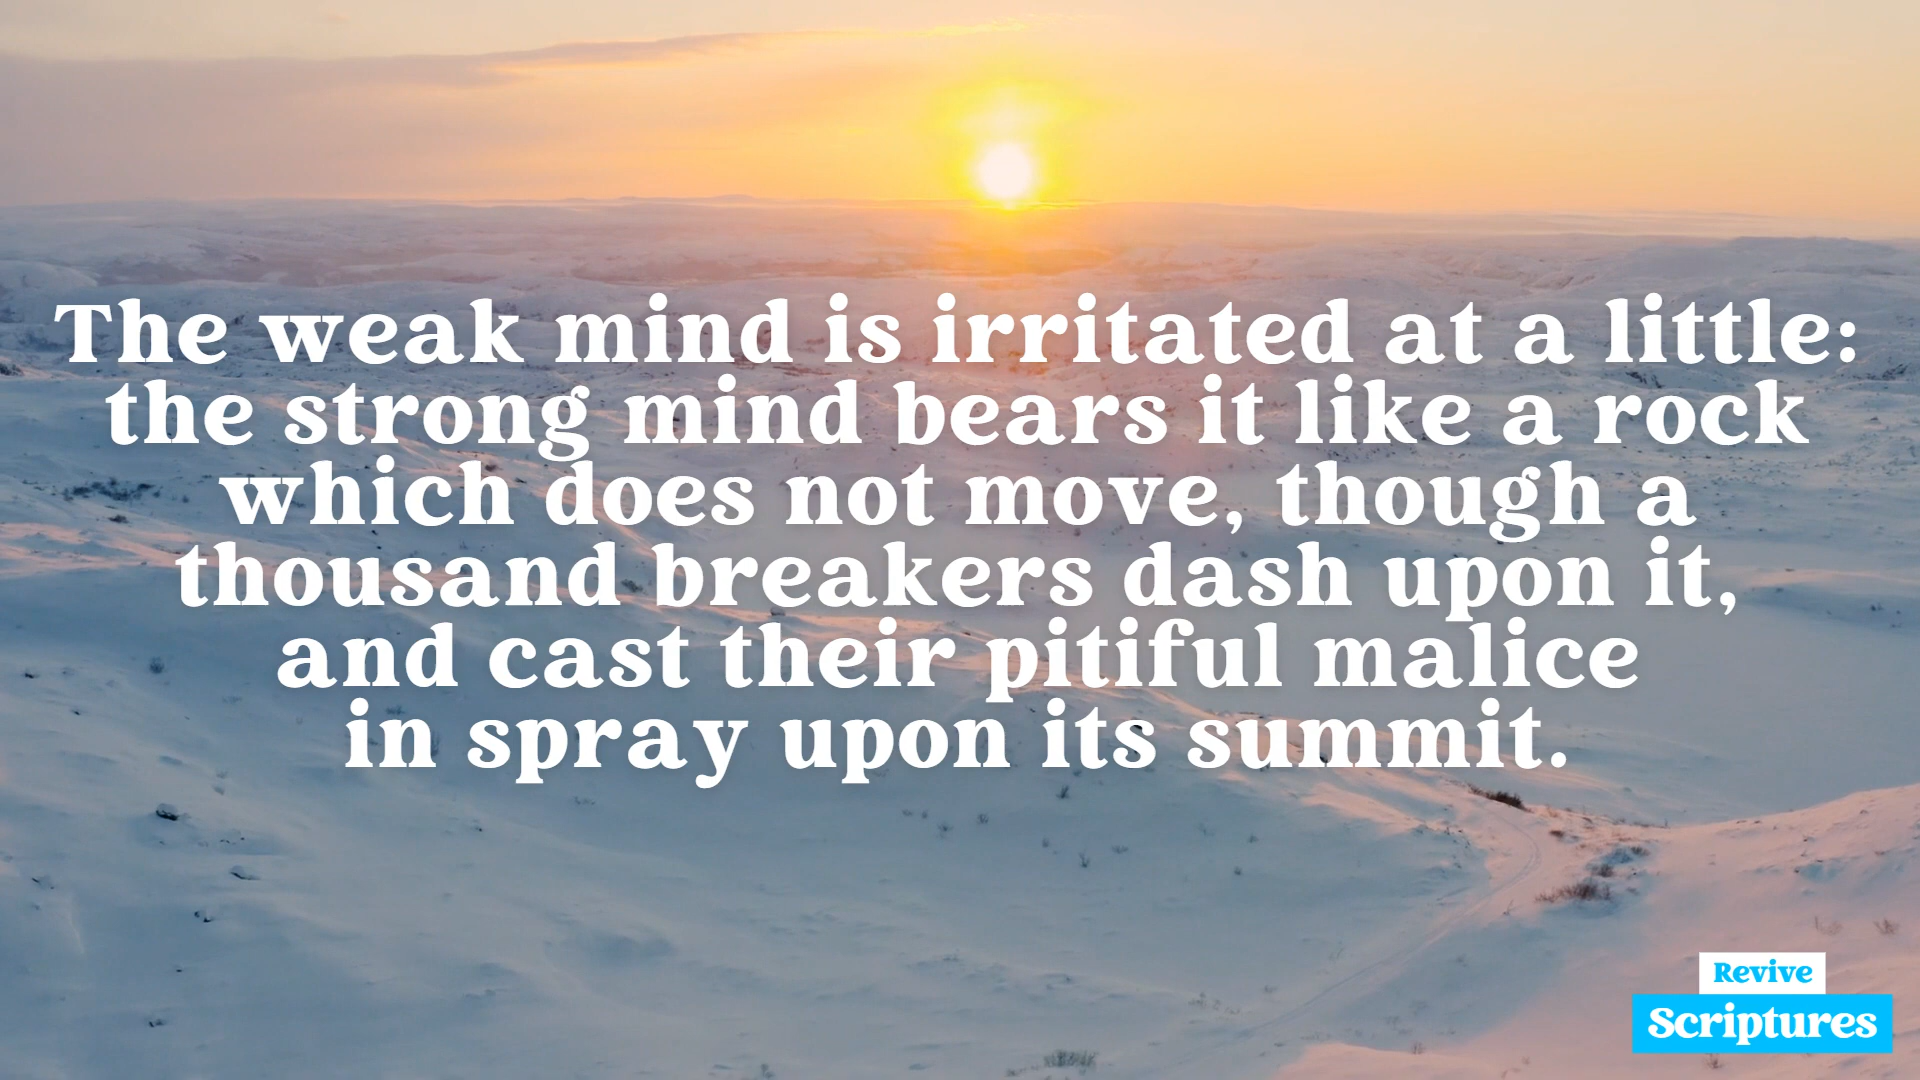 The weak mind is irritated at a little:
the strong mind bears it like a rock
which does not move, though a
thousand breakers dash upon it,
and cast their pitiful malice
in spray upon its summit.
Revive
Scriptures